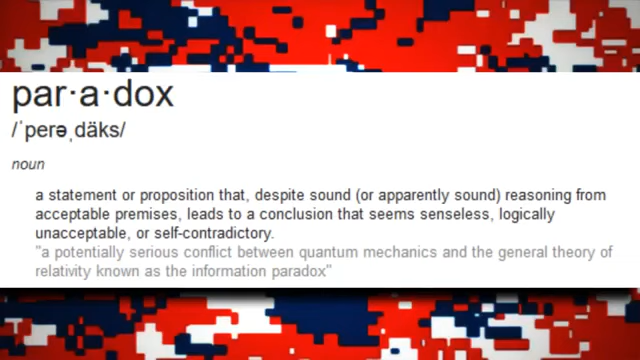 par·a·dox
/ˈperəˌdäks/
noun
a statement or proposition that, despite sound (or apparently sound) reasoning from
acceptable premises, leads to a conclusion that seems senseless, logically
unacceptable, or self-contradictory.
"a potentially serious conflict between quantum mechanics and the general theory of
relativity known as the information paradox"